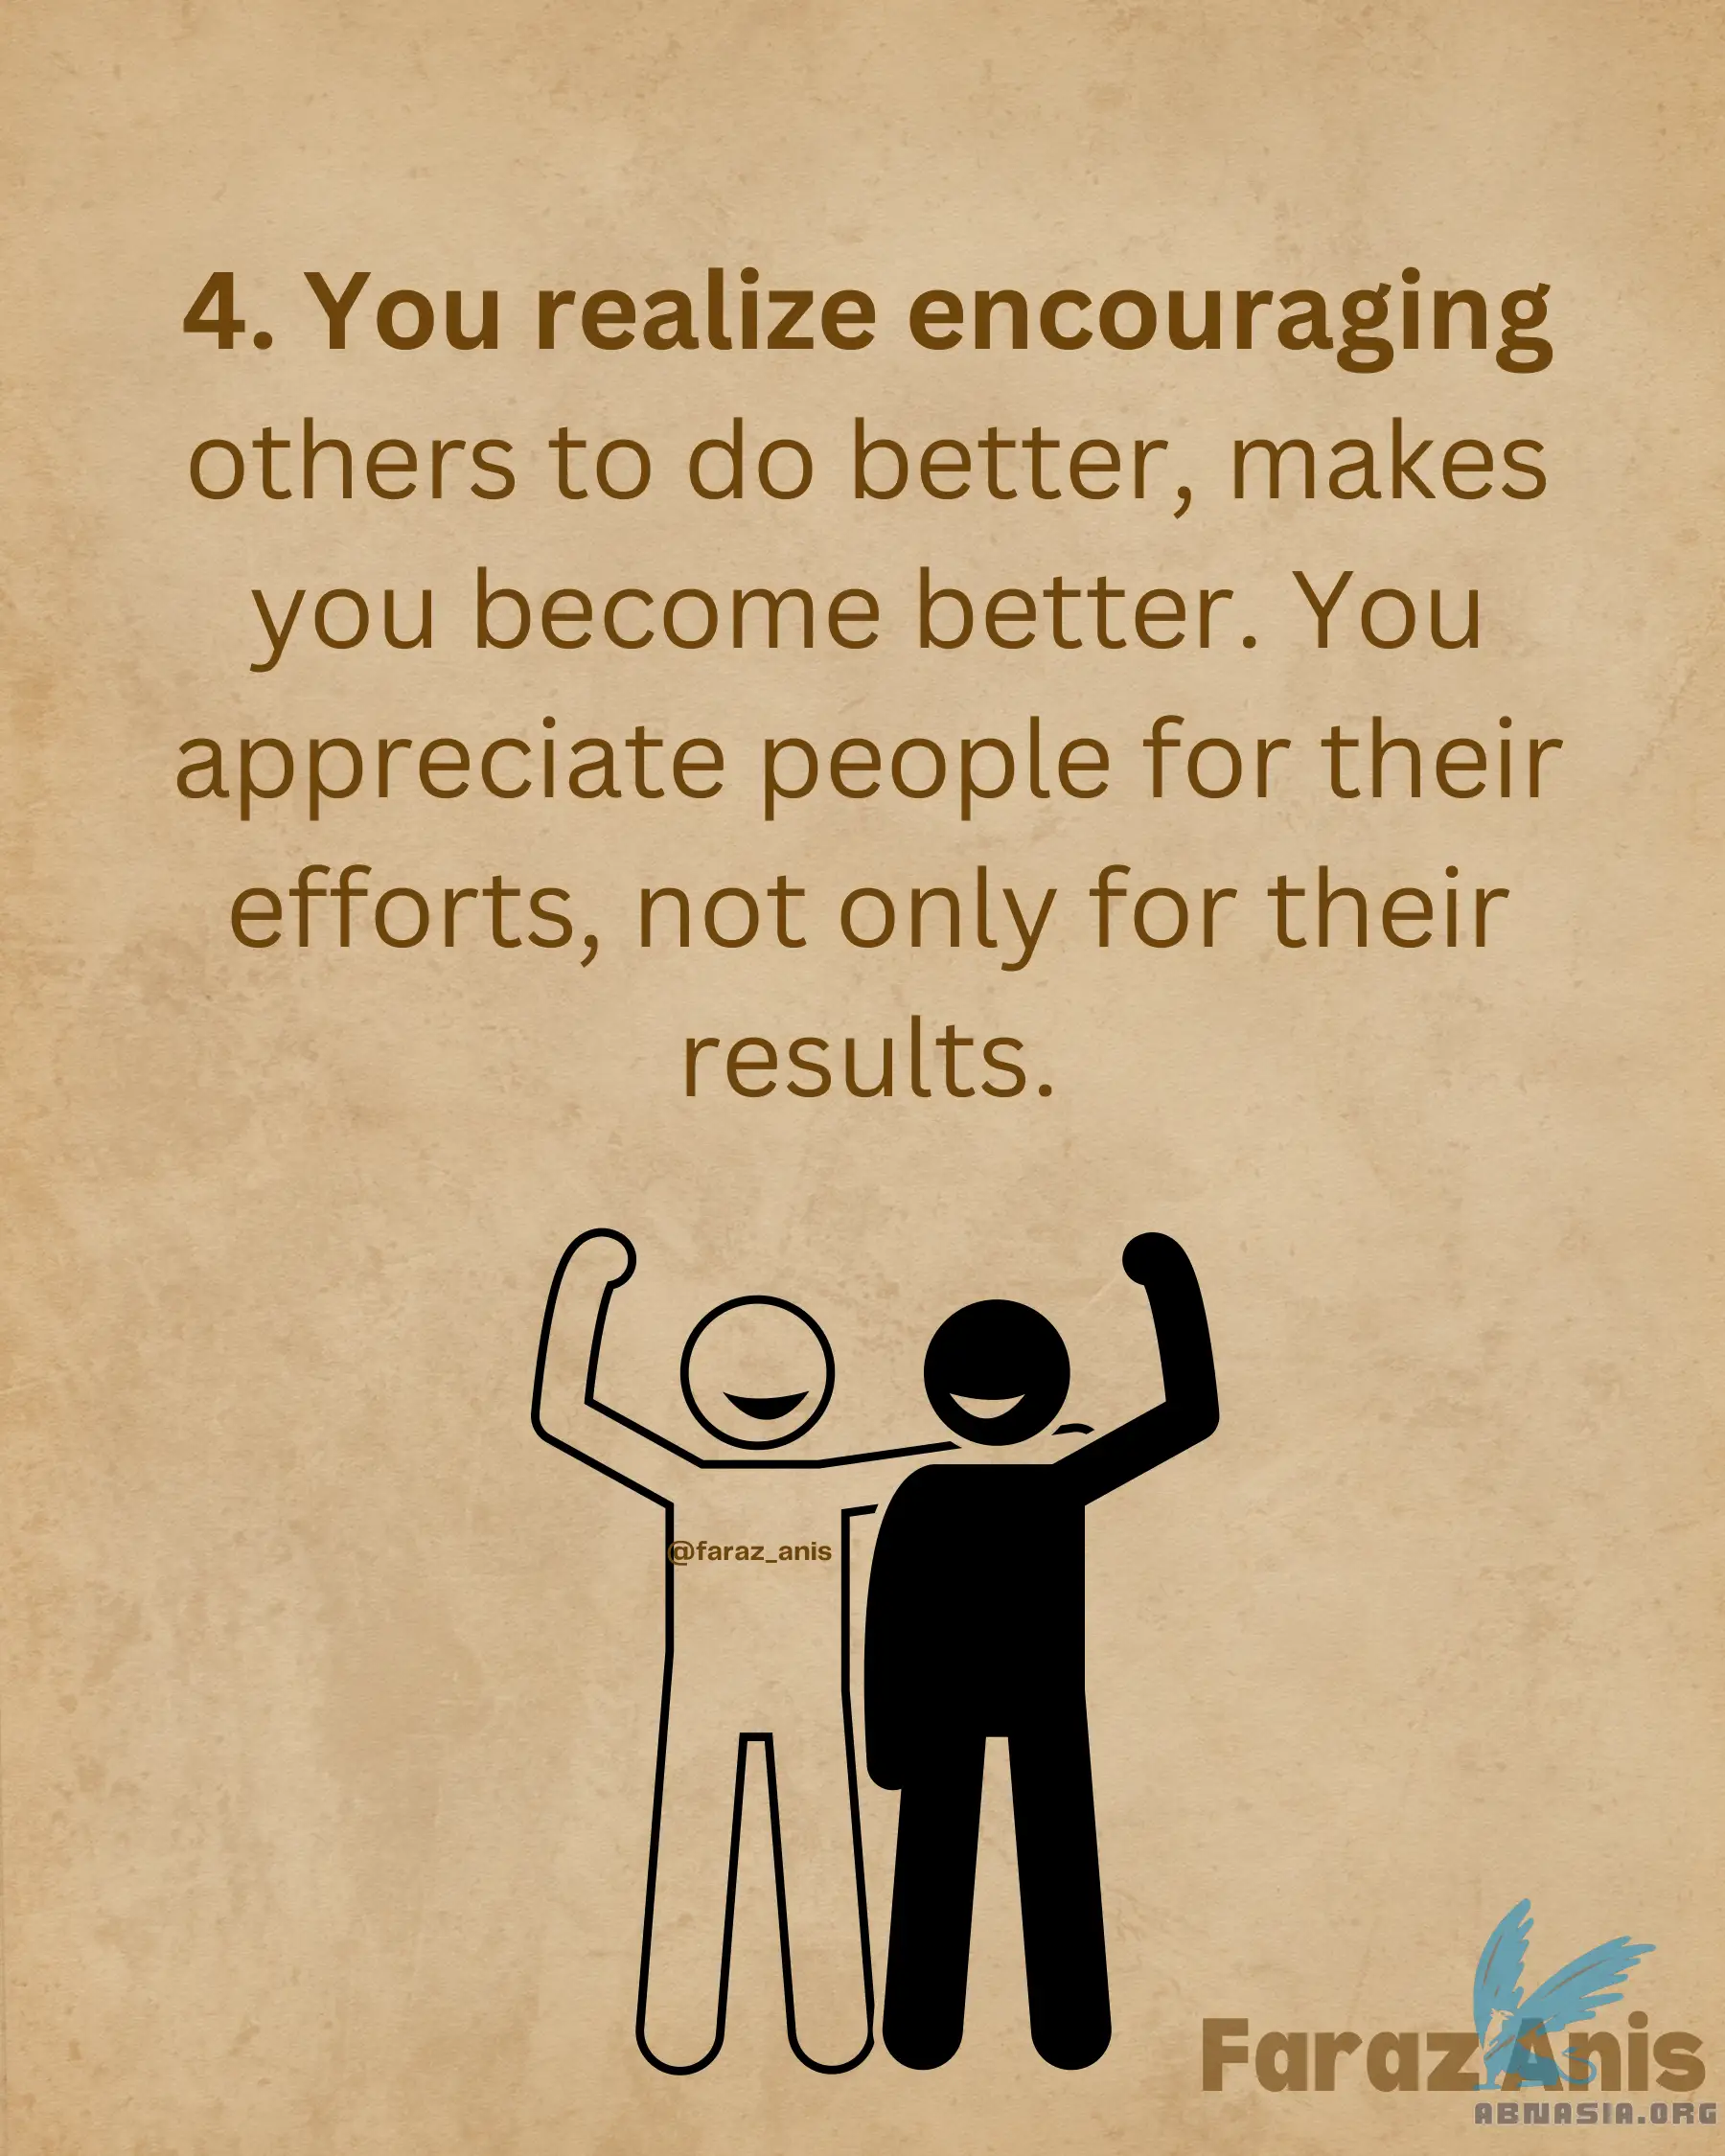 4. You realize encouraging
others to do better, makes
you become better. You
appreciate people for their
efforts, not only for their
results.
@faraz_anis
Faraz Anis
ABNASIA.ORG